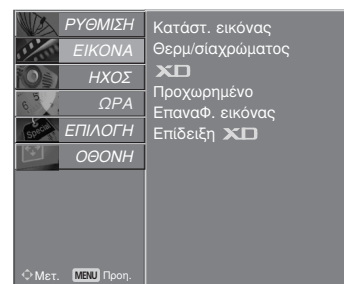 ΡΥΘΜΙΣΗ
ΕΙΚΟΝΑ
ΗΧΟΣ
ΩΡΑ
ΕΠΙΛΟΓΗ
ΟΘΟΝΗ
Κατάστ. εικόνας
Θερμ/σίαχρώματος
XD
Προχωρημένο
ΕπαναΦ. εικόνας
Επίδειξη XD
Μετ. MENU Προη.